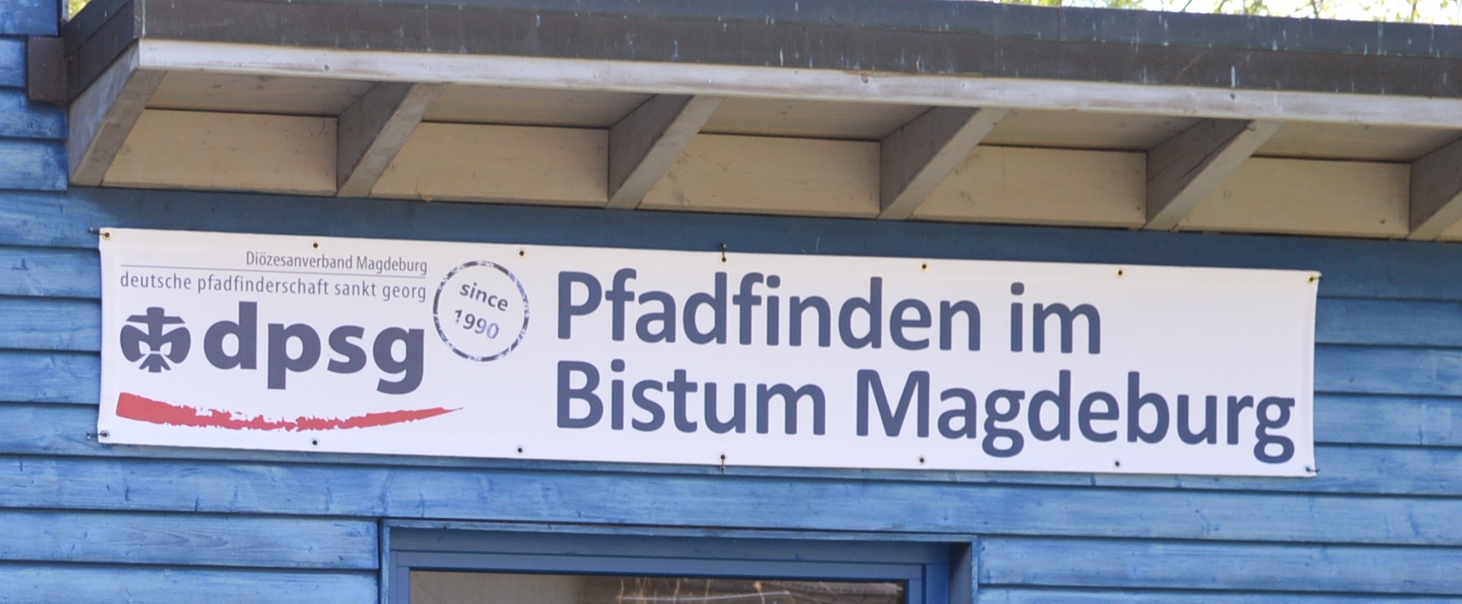 Diözesanverband Magdeburg
deutsche pfadfinderschaft sankt georg
dpsg
since
1990
Pfadfinden im
Bistum Magdeburg